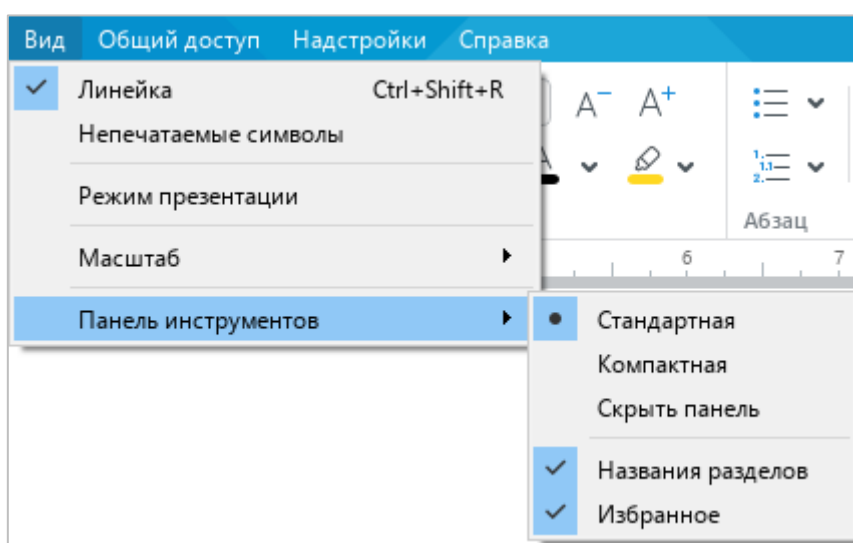 Вид Общий доступ Надстройки Справка
Линейка Ctrl+Shift+R
A⁻ A⁺
Непечатаемые символы
Режим презентации
Абзац
Масштаб
6 7
Панель инструментов
Стандартная
Компактная
Скрыть панель
Названия разделов
Избранное